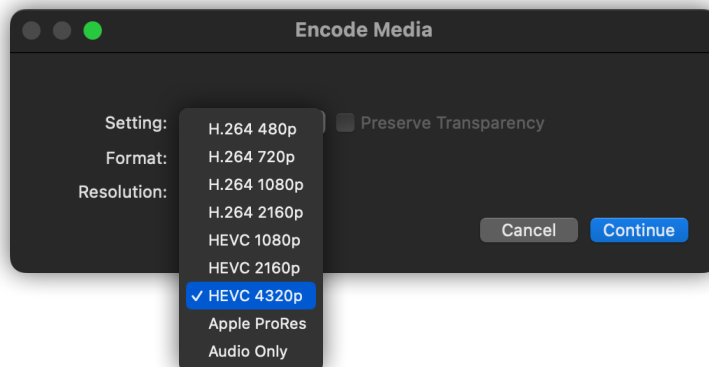 Encode Media
Setting:
Preserve Transparency
Format:
Resolution:
H.264 480p
H.264 720p
H.264 1080p
H.264 2160p
HEVC 1080p
HEVC 2160p
✓ HEVC 4320p
Apple ProRes
Audio Only
Cancel
Continue